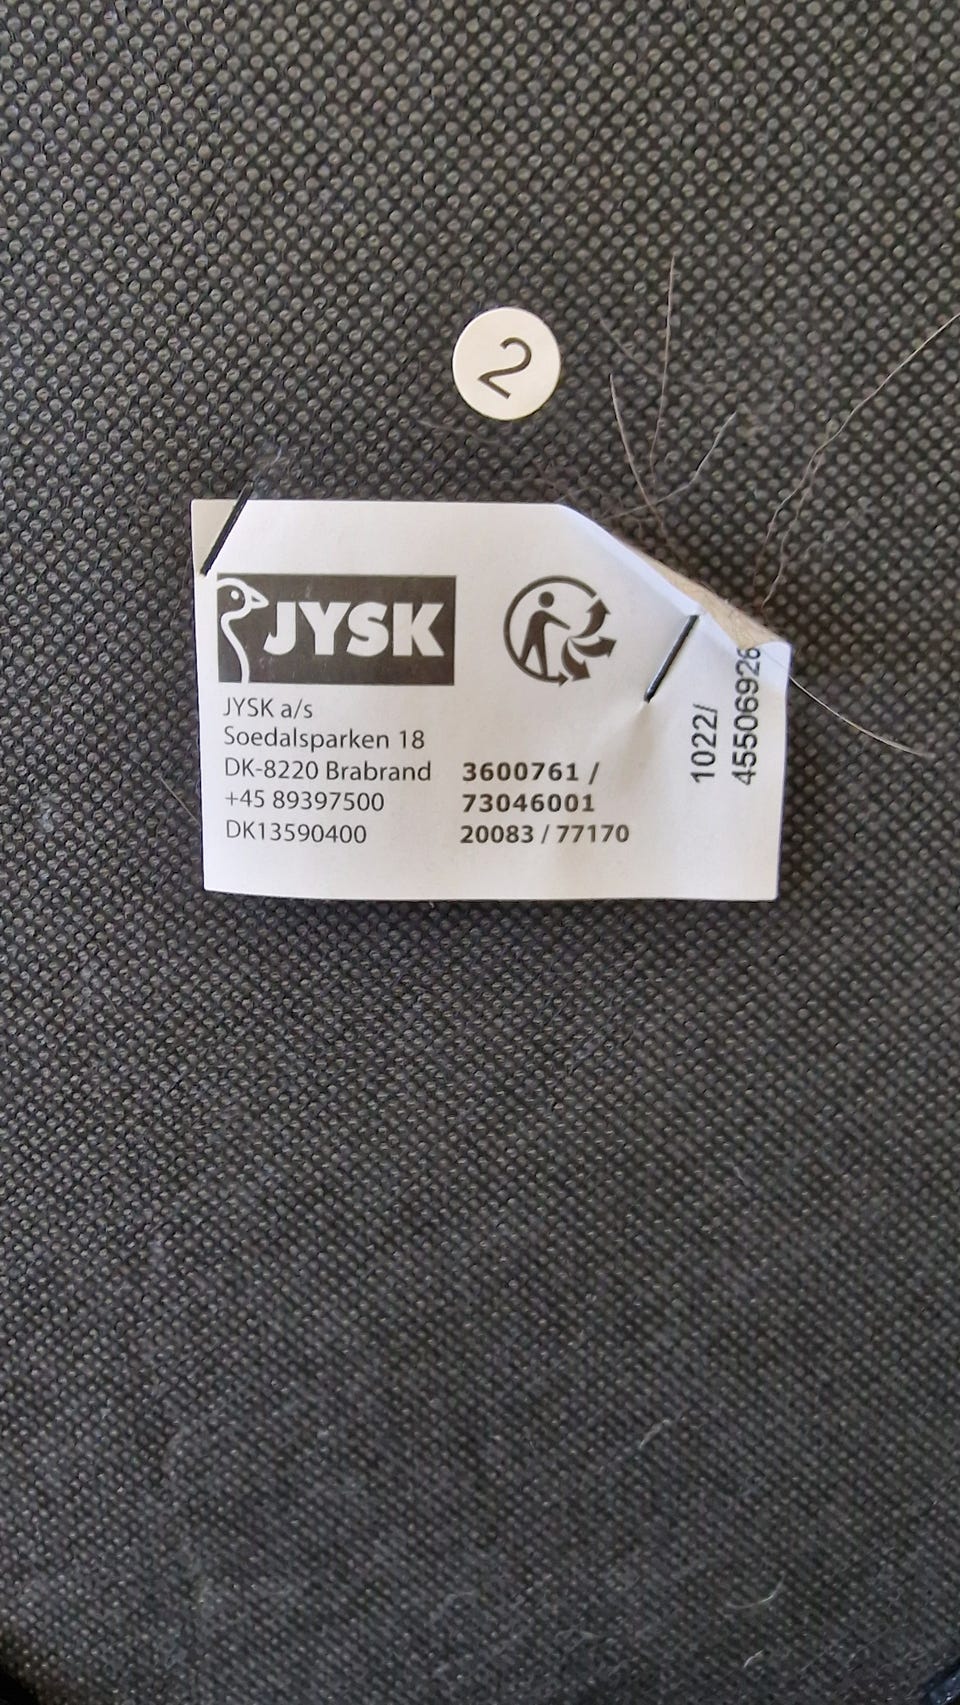 2
JYSK
JYSK a/s
Soedalsparken 18
DK-8220 Brabrand
+45 89397500
DK13590400
3600761 /
73046001
20083 / 77170
1022/
45506928